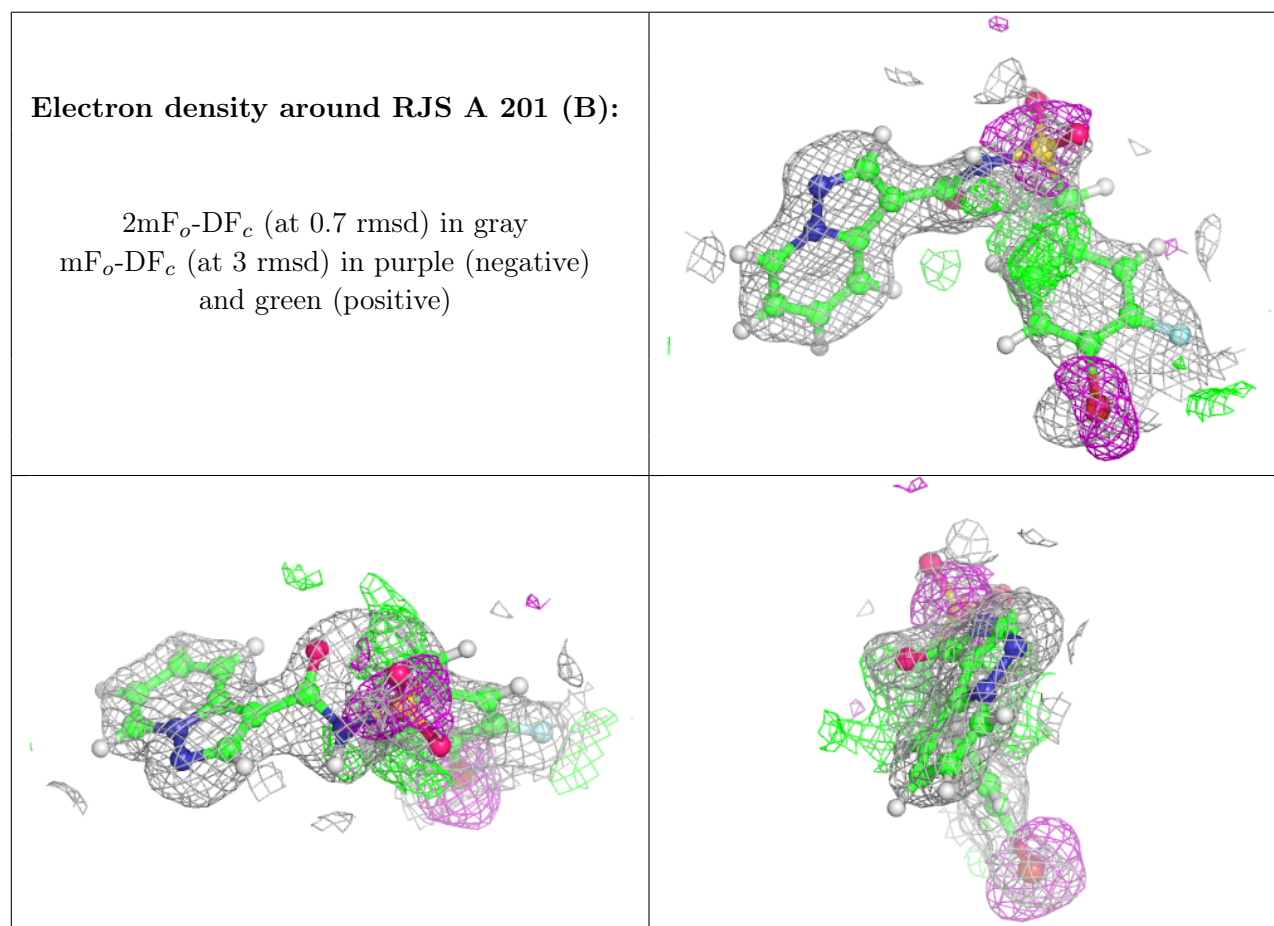 Electron density around RJS A 201 (B):
2mFₒ-DF𝒸 (at 0.7 rmsd) in gray
mFₒ-DF𝒸 (at 3 rmsd) in purple (negative)
and green (positive)